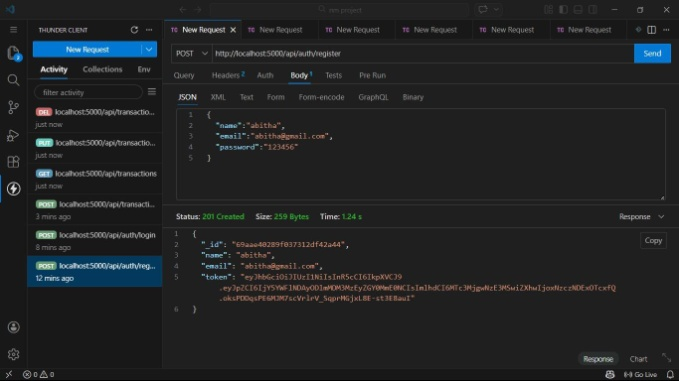 nm project
THUNDER CLIENT
New Request
Activity Collections Env
filter activity
DEL localhost:5000/api/transactio...
just now
PUT localhost:5000/api/transactio...
just now
GET localhost:5000/api/transactions
just now
POST localhost:5000/api/transacti...
3 mins ago
POST localhost:5000/api/auth/login
8 mins ago
POST localhost:5000/api/auth/reg...
12 mins ago
TC New Request
TC New Request
TC New Request
TC New Request
TC New Request
TC New Request
POST http://localhost:5000/api/auth/register Send
Query Headers 2 Auth Body 1 Tests Pre Run
JSON XML Text Form Form-encode GraphQL Binary
1 {
2 "name":"abitha",
3 "email":"abitha@gmail.com",
4 "password":"123456"
5 }
Status: 201 Created Size: 259 Bytes Time: 1.24 s Response
Copy
1 {
2 "_id": "69aae40289f037312df42a44",
3 "name": "abitha",
4 "email": "abitha@gmail.com",
5 "token":
6 }
Response Chart
0 0 Go Live